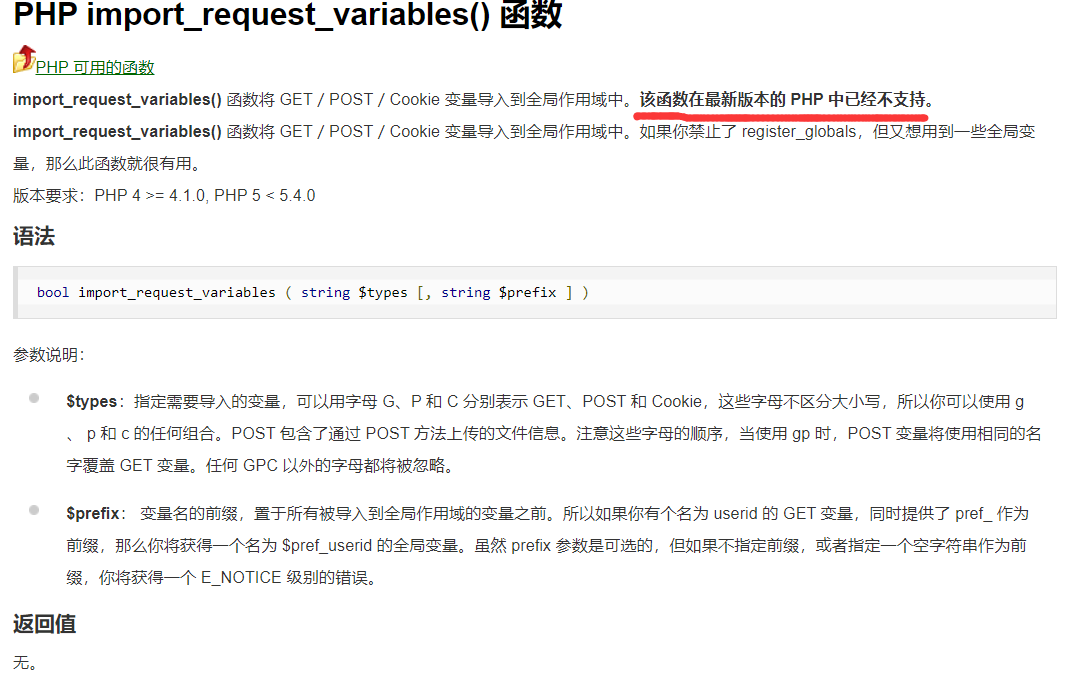 PHP import_request_variables() 函数
PHP 可用的函数
import_request_variables() 函数将 GET / POST / Cookie 变量导入到全局作用域中。该函数在最新版本的 PHP 中已经不支持。
import_request_variables() 函数将 GET / POST / Cookie 变量导入到全局作用域中。如果你禁止了 register_globals，但又想用到一些全局变
量，那么此函数就很有用。
版本要求：PHP 4 >= 4.1.0, PHP 5 < 5.4.0
语法
bool import_request_variables ( string $types [, string $prefix ] )
参数说明：
$types：指定需要导入的变量，可以用字母 G、P 和 C 分别表示 GET、POST 和 Cookie，这些字母不区分大小写，所以你可以使用 g
、 p 和 c 的任何组合。POST 包含了通过 POST 方法上传的文件信息。注意这些字母的顺序，当使用 gp 时，POST 变量将使用相同的名
字覆盖 GET 变量。任何 GPC 以外的字母都将被忽略。
$prefix： 变量名的前缀，置于所有被导入到全局作用域的变量之前。所以如果你有个名为 userid 的 GET 变量，同时提供了 pref_ 作为
前缀，那么你将获得一个名为 $pref_userid 的全局变量。虽然 prefix 参数是可选的，但如果不指定前缀，或者指定一个空字符串作为前
缀，你将获得一个 E_NOTICE 级别的错误。
返回值
无。